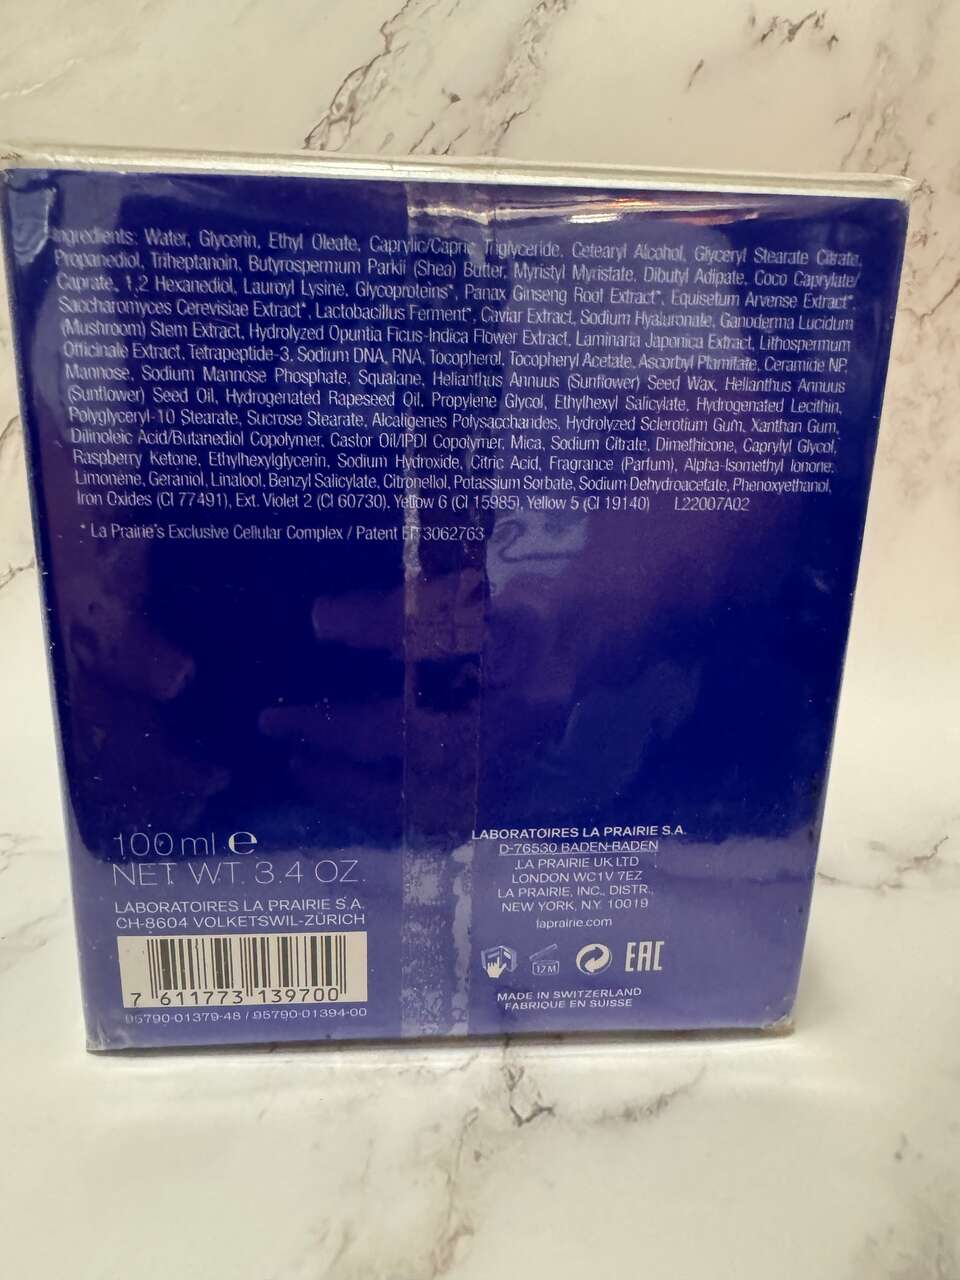 Ingredients: Water, Glycerin, Ethyl Oleate, Caprylic/Capric Triglyceride, Cetearyl Alcohol, Glyceryl Stearate Citrate,
Propanediol, Triheptanoin, Butyrospermum Parkii (Shea) Butter, Myristyl Myristate, Dibutyl Adipate, Coco Caprylate/
Caprate, 1,2 Hexanediol, Lauroyl Lysine, Glycoproteins*, Panax Ginseng Root Extract*, Equisetum Arvense Extract*,
Saccharomyces Cerevisiae Extract*, Lactobacillus Ferment*, Caviar Extract, Sodium Hyaluronate, Ganoderma Lucidum
(Mushroom) Stem Extract, Hydrolyzed Opuntia Ficus-Indica Flower Extract, Laminaria Japonica Extract, Lithospermum
Officinale Extract, Tetrapeptide-3, Sodium DNA, RNA, Tocopherol, Tocopheryl Acetate, Ascorbyl Plamitate, Ceramide NP,
Mannose, Sodium Mannose Phosphate, Squalane, Helianthus Annuus (Sunflower) Seed Wax, Helianthus Annuus
(Sunflower) Seed Oil, Hydrogenated Rapeseed Oil, Propylene Glycol, Ethylhexyl Salicylate, Hydrogenated Lecithin,
Polyglyceryl-10 Stearate, Sucrose Stearate, Alcaligenes Polysaccharides, Hydrolyzed Sclerotium Gum, Xanthan Gum,
Dilinoleic Acid/Butanediol Copolymer, Castor Oil/IPDI Copolymer, Mica, Sodium Citrate, Dimethicone, Caprylyl Glycol,
Raspberry Ketone, Ethylhexylglycerin, Sodium Hydroxide, Citric Acid, Fragrance (Parfum), Alpha-Isomethyl Ionone,
Limonene, Geraniol, Linalool, Benzyl Salicylate, Citronellol, Potassium Sorbate, Sodium Dehydroacetate, Phenoxyethanol,
Iron Oxides (CI 77491), Ext. Violet 2 (CI 60730), Yellow 6 (CI 15985), Yellow 5 (CI 19140) L22007A02
* La Prairie's Exclusive Cellular Complex / Patent EP 3062763
100 ml e
NET WT. 3.4 OZ.
LABORATOIRES LA PRAIRIE S.A.
CH-8604 VOLKETSWIL-ZÜRICH
7 611773 139700
95790-01379-48 / 95790-01394-00
LABORATOIRES LA PRAIRIE S.A.
D-76530 BADEN-BADEN
LA PRAIRIE UK LTD
LONDON WC1V 7EZ
LA PRAIRIE, INC., DISTR.,
NEW YORK, N.Y. 10019
laprairie.com
12 M
EAC
MADE IN SWITZERLAND
FABRIQUE EN SUISSE